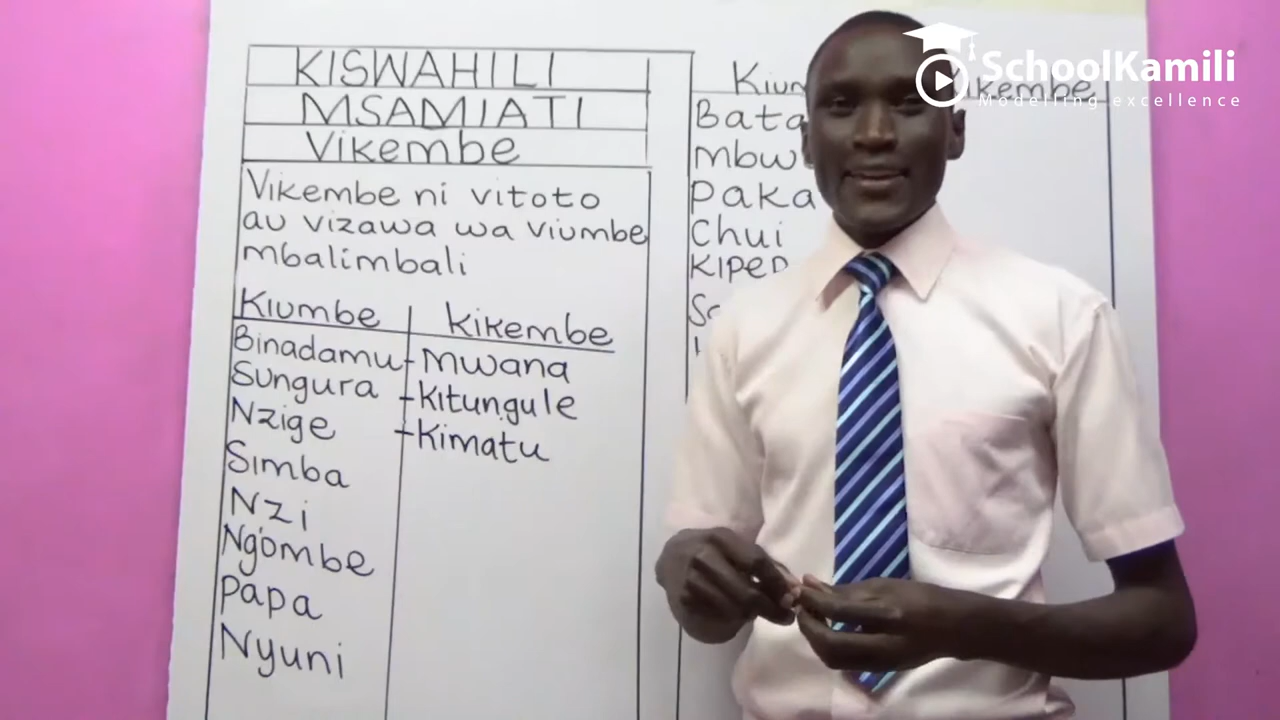 KISWAHILI
MSAMIATI
Vikembe
Vikembe ni vitoto
au vizawa wa viumbe
mbalimbali
Kiumbe kikembe
Binadamu - Mwana
Sungura - Kitungule
Nzige - Kimatu
Simba
Nzi
Ng'ombe
Papa
Nyuni
Kikembe
Bata
Paka
Chui
SchoolKamili
Modelling excellence